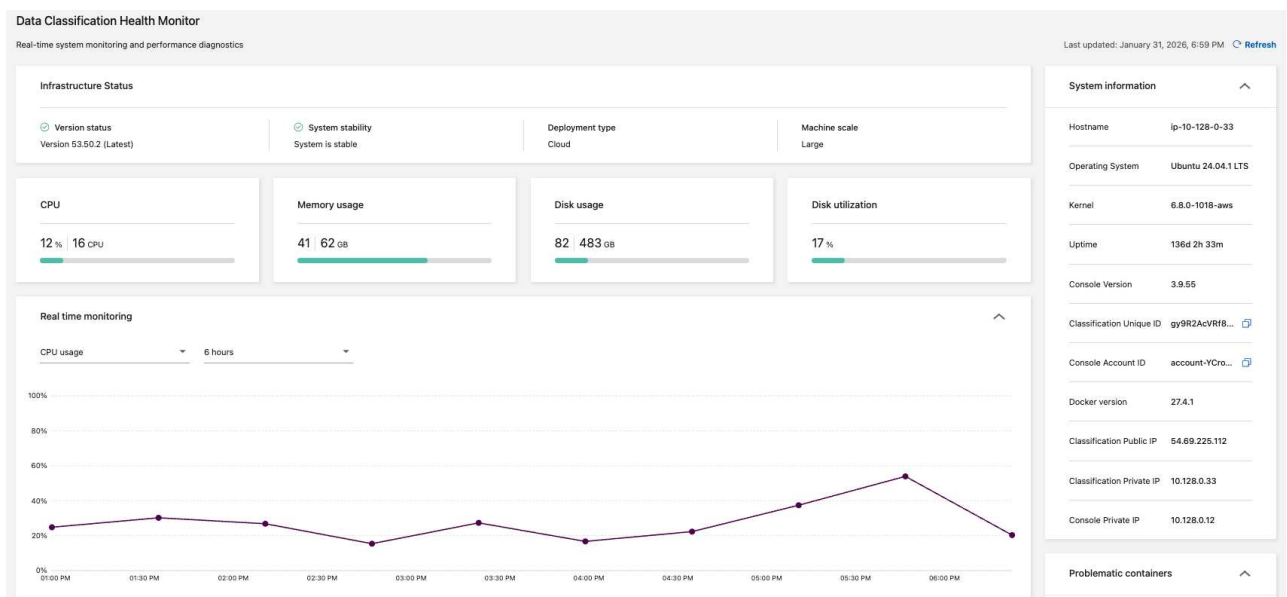 Data Classification Health Monitor
Real-time system monitoring and performance diagnostics
Last updated: January 31, 2026, 6:59 PM Refresh
Infrastructure Status
Version status
Version 53.50.2 (Latest)
System stability
System is stable
Deployment type
Cloud
Machine scale
Large
CPU
12 % 16 CPU
Memory usage
41 62 GB
Disk usage
82 483 GB
Disk utilization
17 %
Real time monitoring
CPU usage
6 hours
100%
80%
60%
40%
20%
0%
01:00 PM 01:30 PM 02:00 PM 02:30 PM 03:00 PM 03:30 PM 04:00 PM 04:30 PM 05:00 PM 05:30 PM 06:00 PM
System information
Hostname ip-10-128-0-33
Operating System Ubuntu 24.04.1 LTS
Kernel 6.8.0-1018-aws
Uptime 136d 2h 33m
Console Version 3.9.55
Classification Unique ID gy9R2AcVRf8...
Console Account ID account-YCro...
Docker version 27.4.1
Classification Public IP 54.69.225.112
Classification Private IP 10.128.0.33
Console Private IP 10.128.0.12
Problematic containers